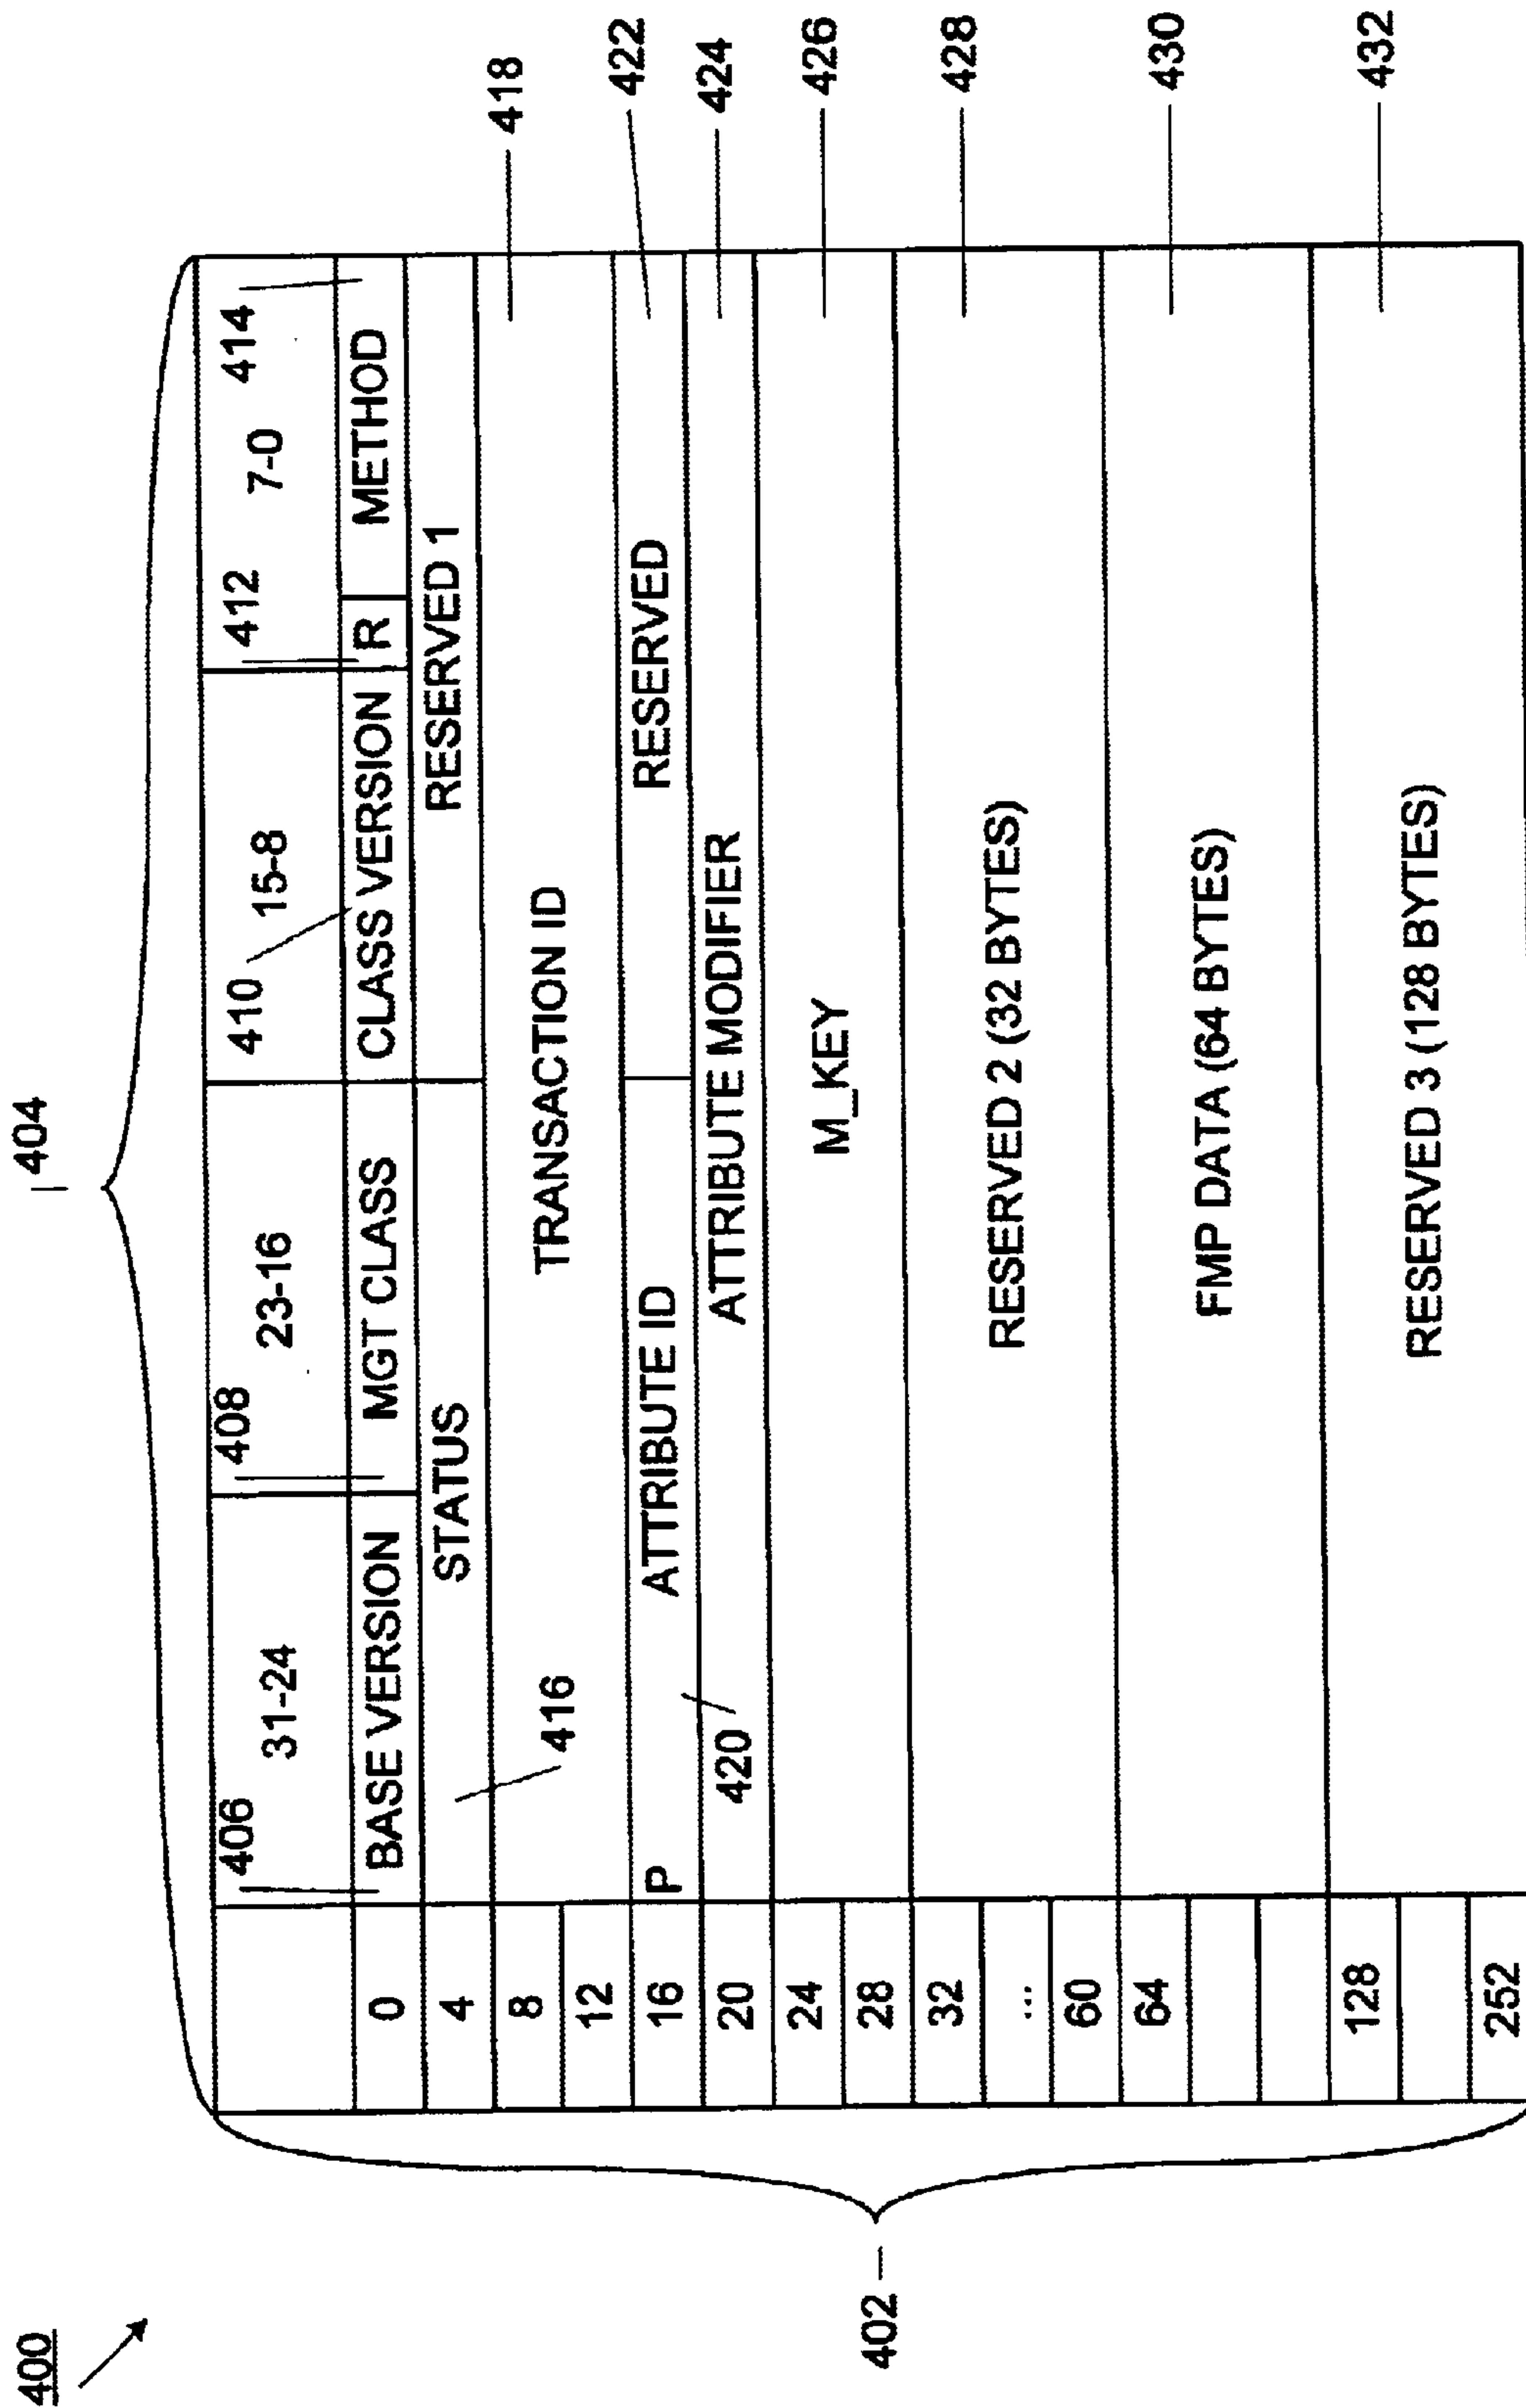 400
404
406 408 410 412 414
31-24 23-16 15-8 7-0
0 BASE VERSION MGT CLASS CLASS VERSION R METHOD
4 STATUS RESERVED 1
416
8
TRANSACTION ID
418
12
16 P ATTRIBUTE ID RESERVED
422
420
20 ATTRIBUTE MODIFIER
424
24
M_KEY
426
28
32
...
RESERVED 2 (32 BYTES)
428
60
64
FMP DATA (64 BYTES)
430
128
RESERVED 3 (128 BYTES)
432
252
402